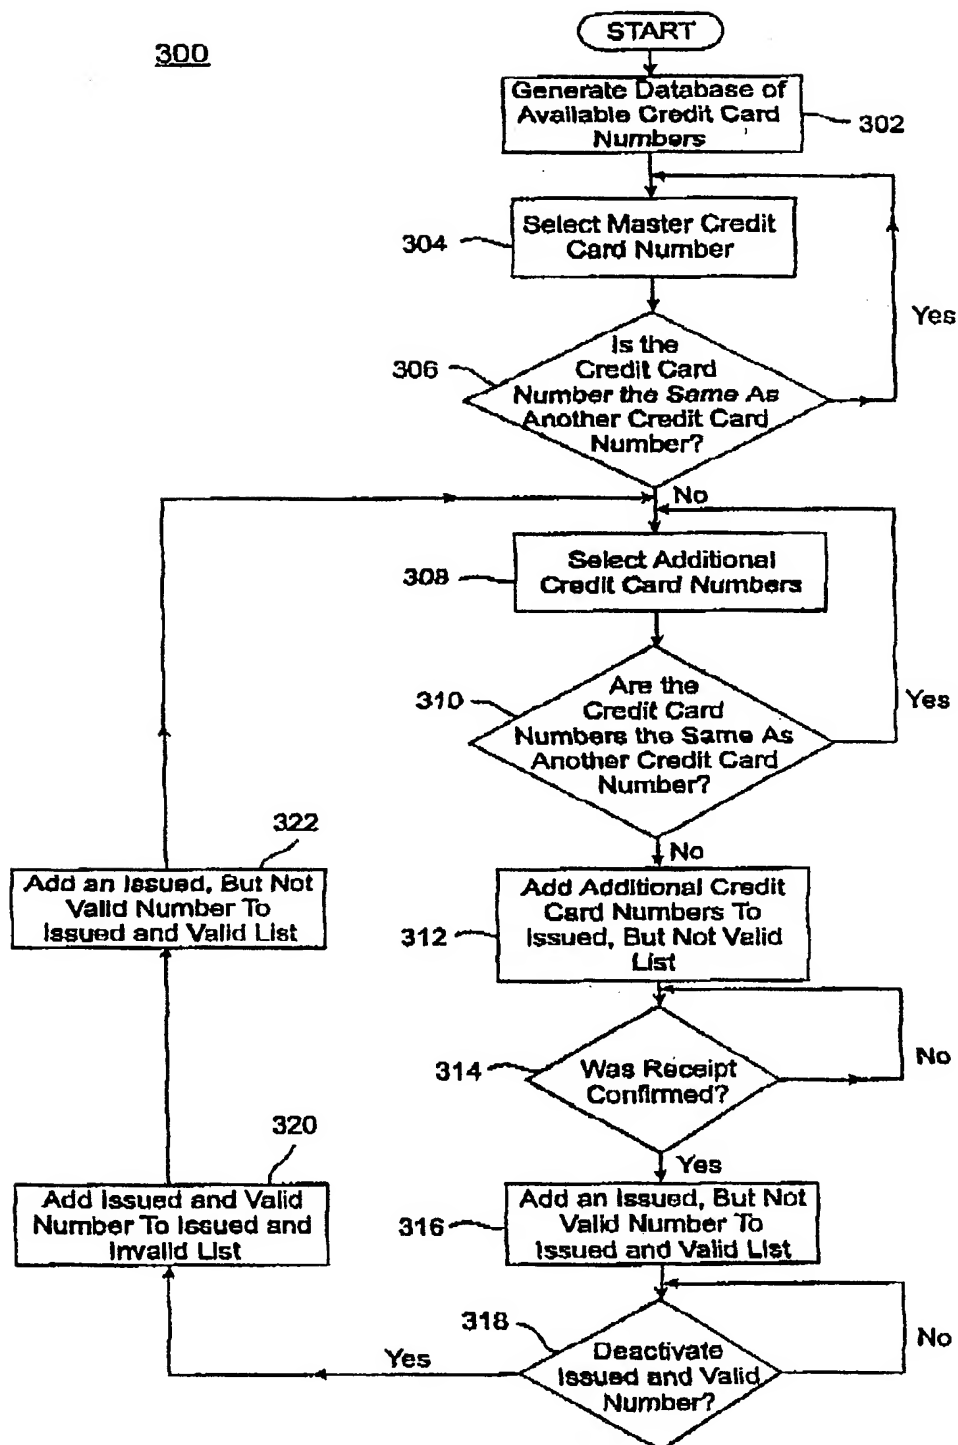 300
START
Generate Database of
Available Credit Card
Numbers
302
Select Master Credit
Card Number
304
Yes
Is the
Credit Card
Number the Same As
Another Credit Card
Number?
306
No
Select Additional
Credit Card Numbers
308
Are the
Credit Card
Numbers the Same As
Another Credit Card
Number?
310
Yes
No
322
Add an Issued, But Not
Valid Number To
Issued and Valid List
Add Additional Credit
Card Numbers To
Issued, But Not Valid
List
312
Was Receipt
Confirmed?
314
No
Yes
320
Add Issued and Valid
Number To Issued and
Invalid List
Add an Issued, But Not
Valid Number To
Issued and Valid List
316
318
Deactivate
Issued and Valid
Number?
No
Yes